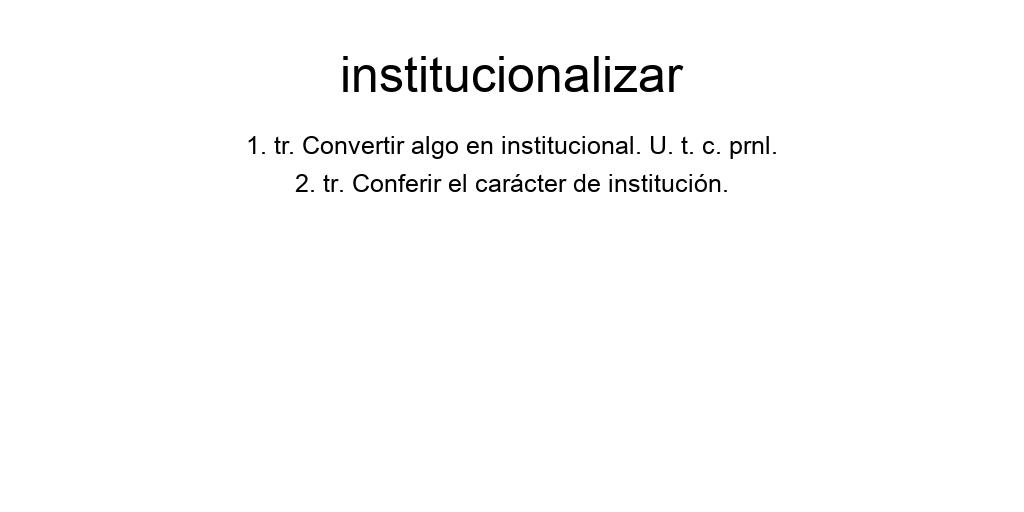 institucionalizar
1. tr. Convertir algo en institucional. U. t. c. prnl.
2. tr. Conferir el carácter de institución.